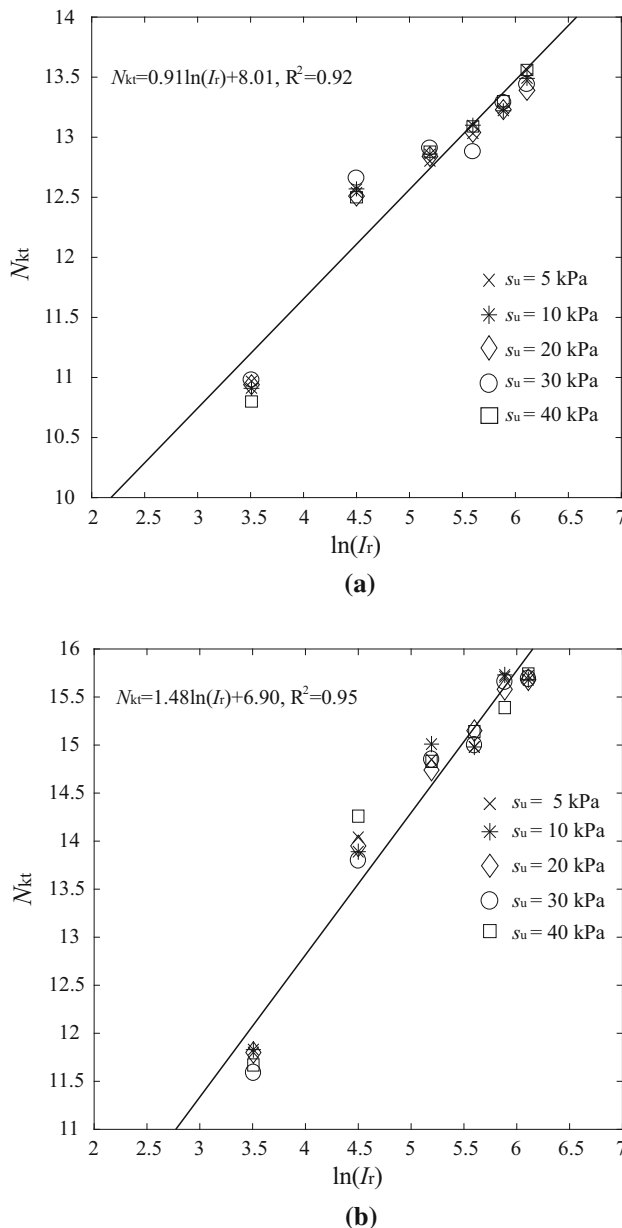 14
13.5
13
12.5
12
11.5
11
10.5
10
Nkt
Nkt=0.91ln(Ir)+8.01, R²=0.92
su = 5 kPa
su = 10 kPa
su = 20 kPa
su = 30 kPa
su = 40 kPa
2 2.5 3 3.5 4 4.5 5 5.5 6 6.5 7
ln(Ir)
(a)
16
15.5
15
14.5
14
13.5
13
12.5
12
11.5
11
Nkt
Nkt=1.48ln(Ir)+6.90, R²=0.95
su = 5 kPa
su = 10 kPa
su = 20 kPa
su = 30 kPa
su = 40 kPa
2 2.5 3 3.5 4 4.5 5 5.5 6 6.5 7
ln(Ir)
(b)